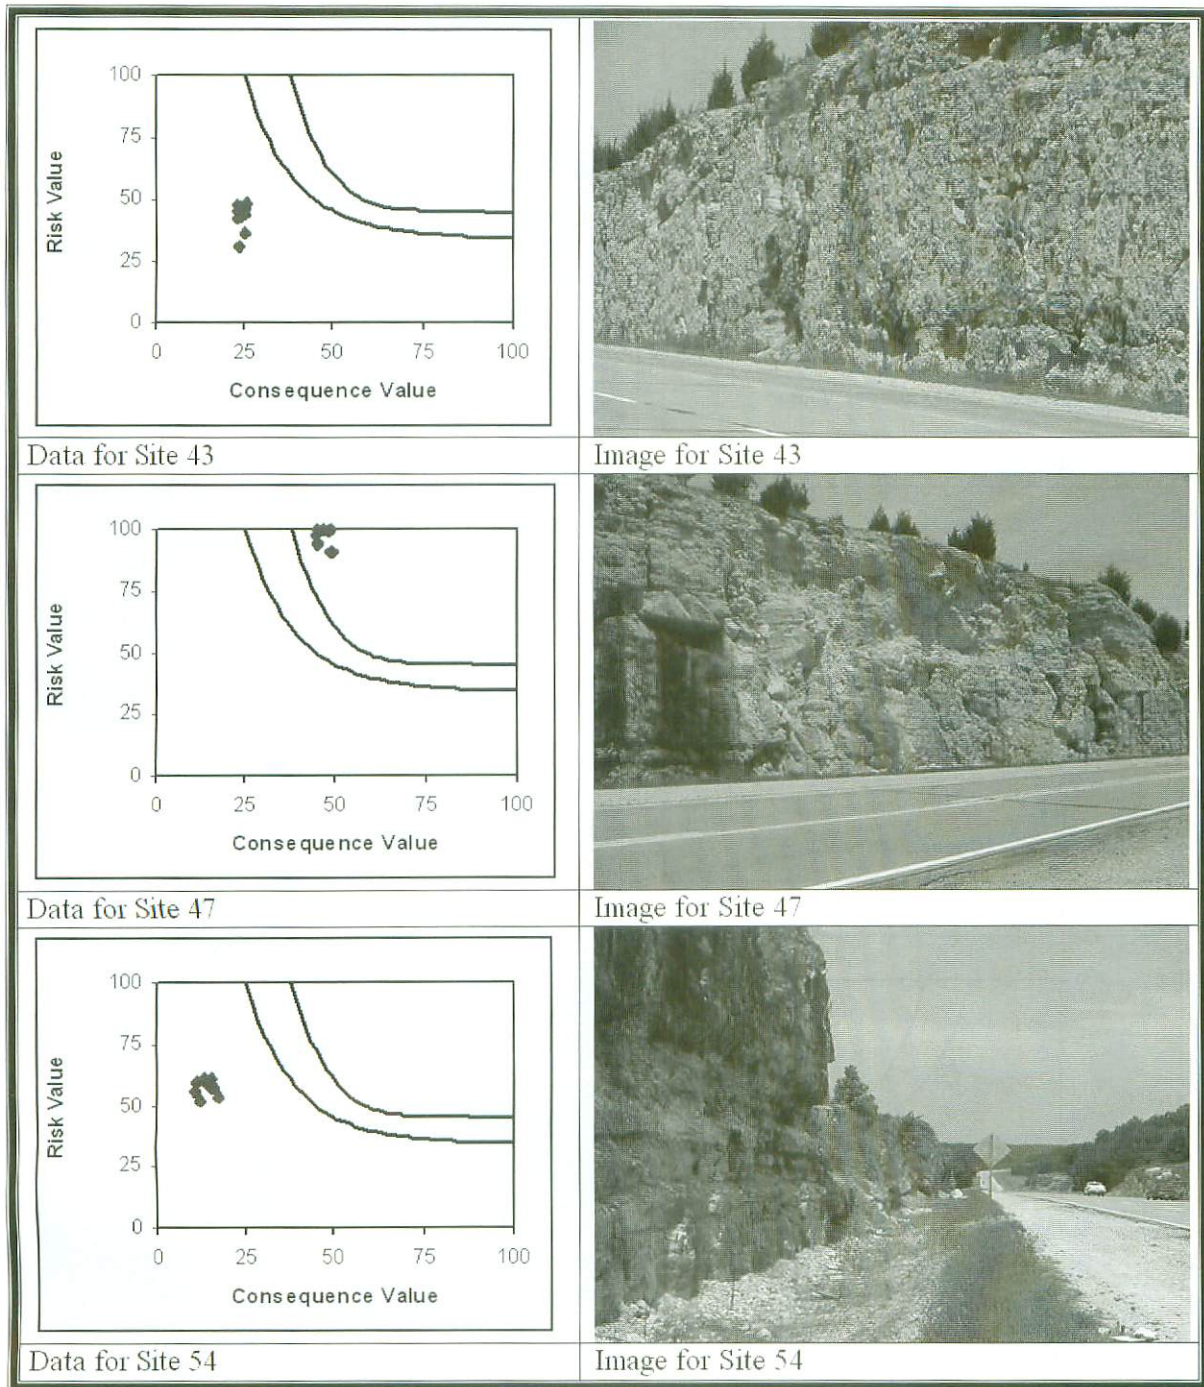 100
75
50
25
0
Risk Value
0 25 50 75 100
Consequence Value
Data for Site 43
Image for Site 43
100
75
50
25
0
Risk Value
0 25 50 75 100
Consequence Value
Data for Site 47
Image for Site 47
100
75
50
25
0
Risk Value
0 25 50 75 100
Consequence Value
Data for Site 54
Image for Site 54